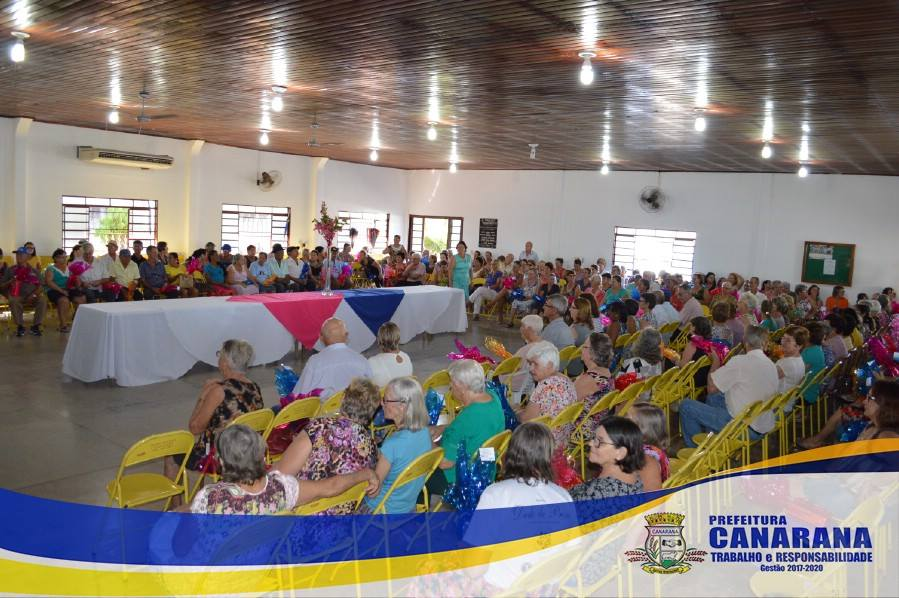 PREFEITURA
CANARANA
TRABALHO e RESPONSABILIDADE
Gestão 2017-2020